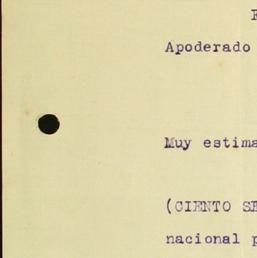 Apoderado
Muy estima
(CIENTO SE
nacional p